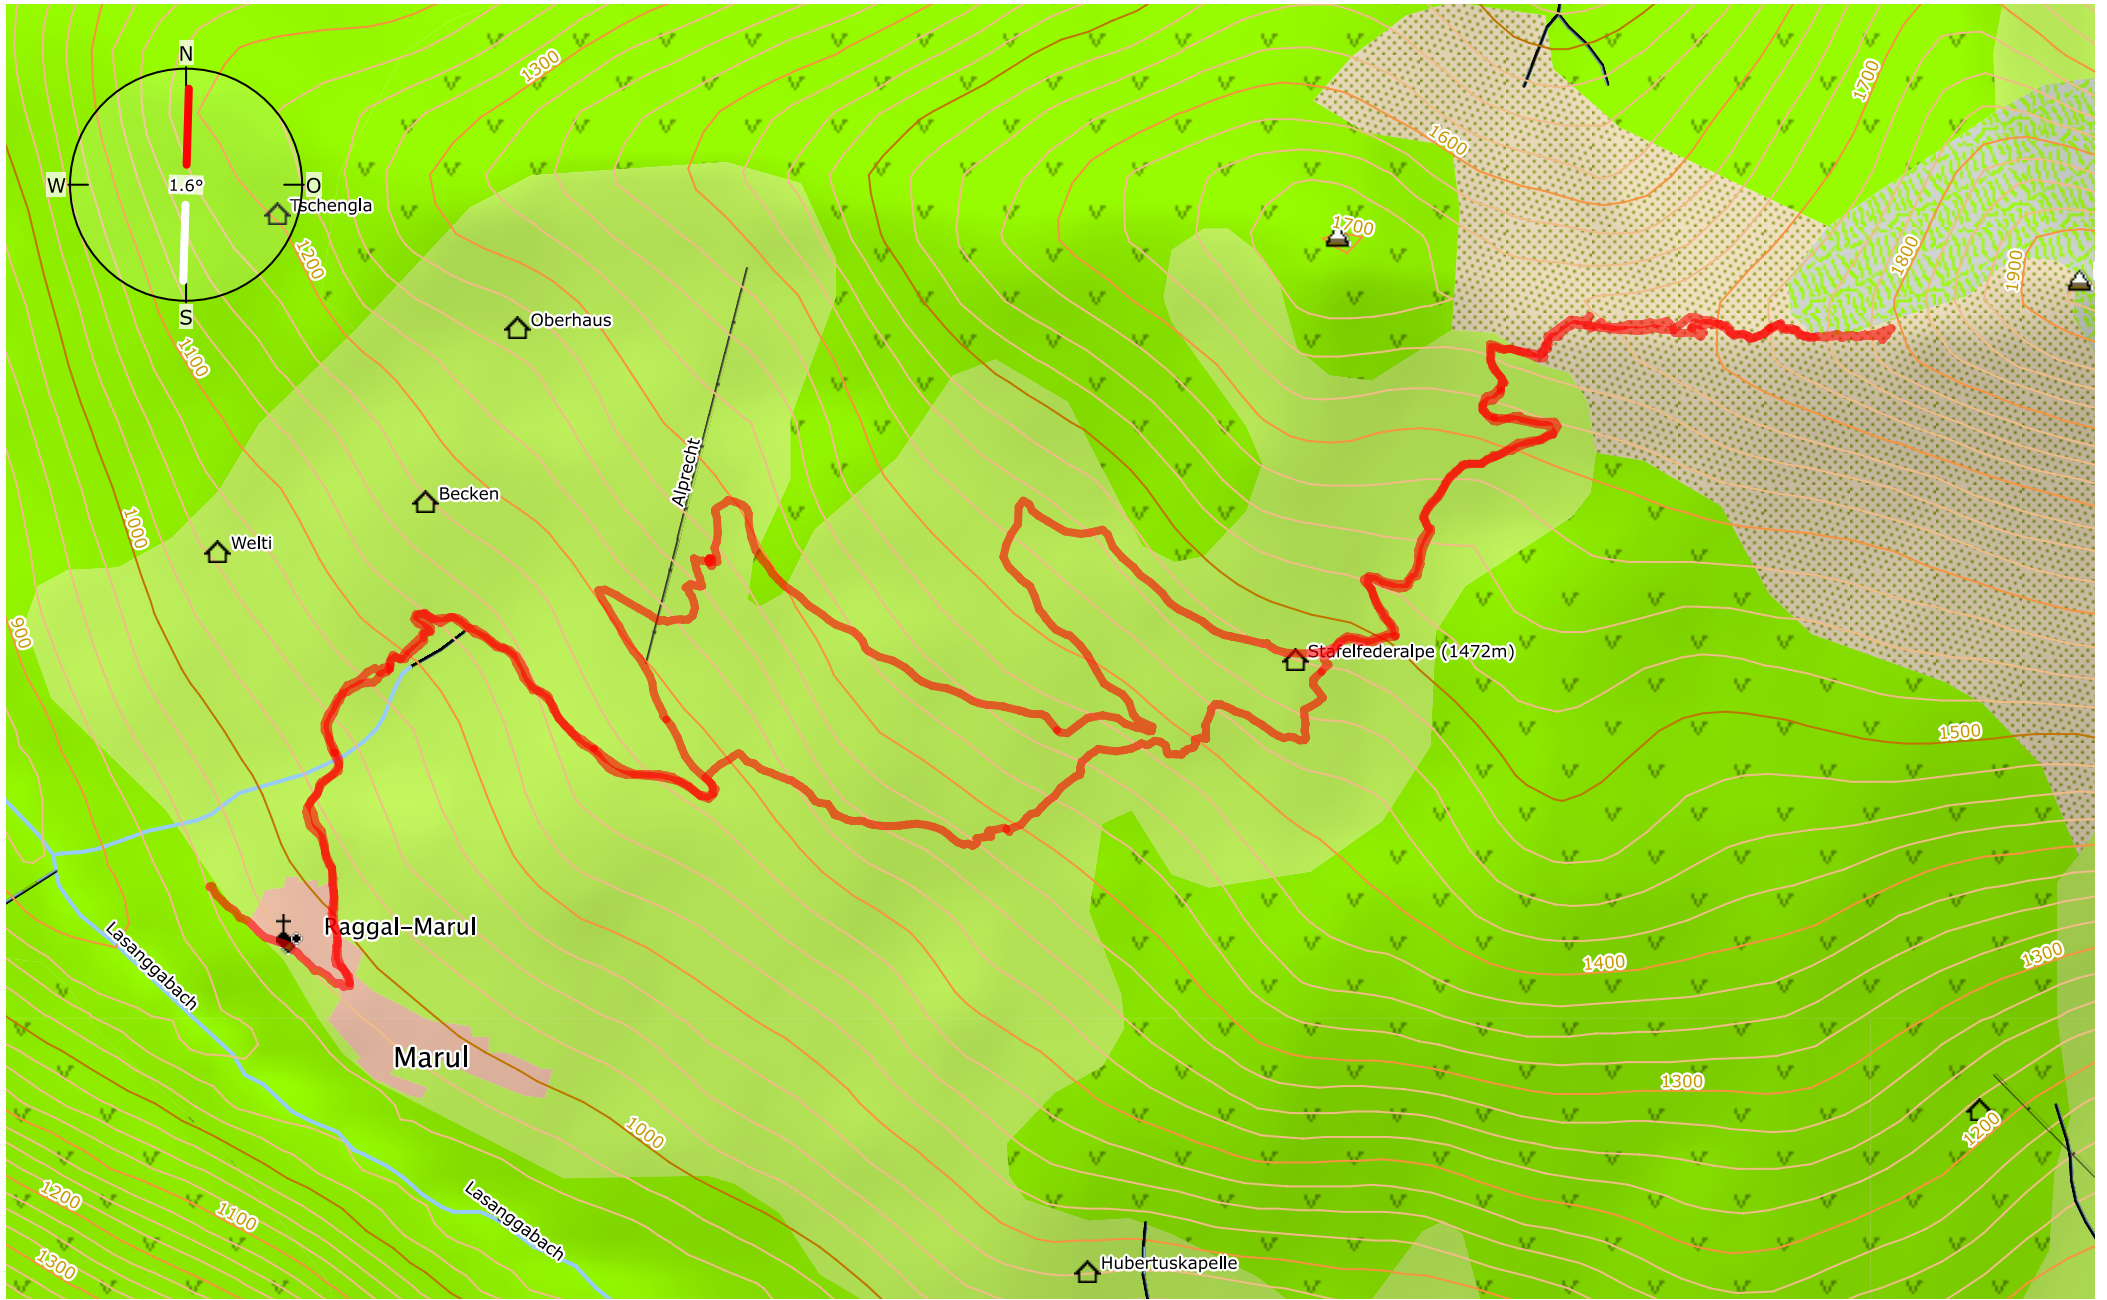 N
1300
1700
1600
W
1.6°
O
Tschengla
1700
1200
1800
1900
S
Oberhaus
1100
Alprecht
Becken
1000
Welti
900
Stafelfederalpe (1472m)
1500
Raggal-Marul
Lasanggabach
1400
1300
Marul
1300
1000
1200
1200
1100
Lasanggabach
1300
Hubertuskapelle